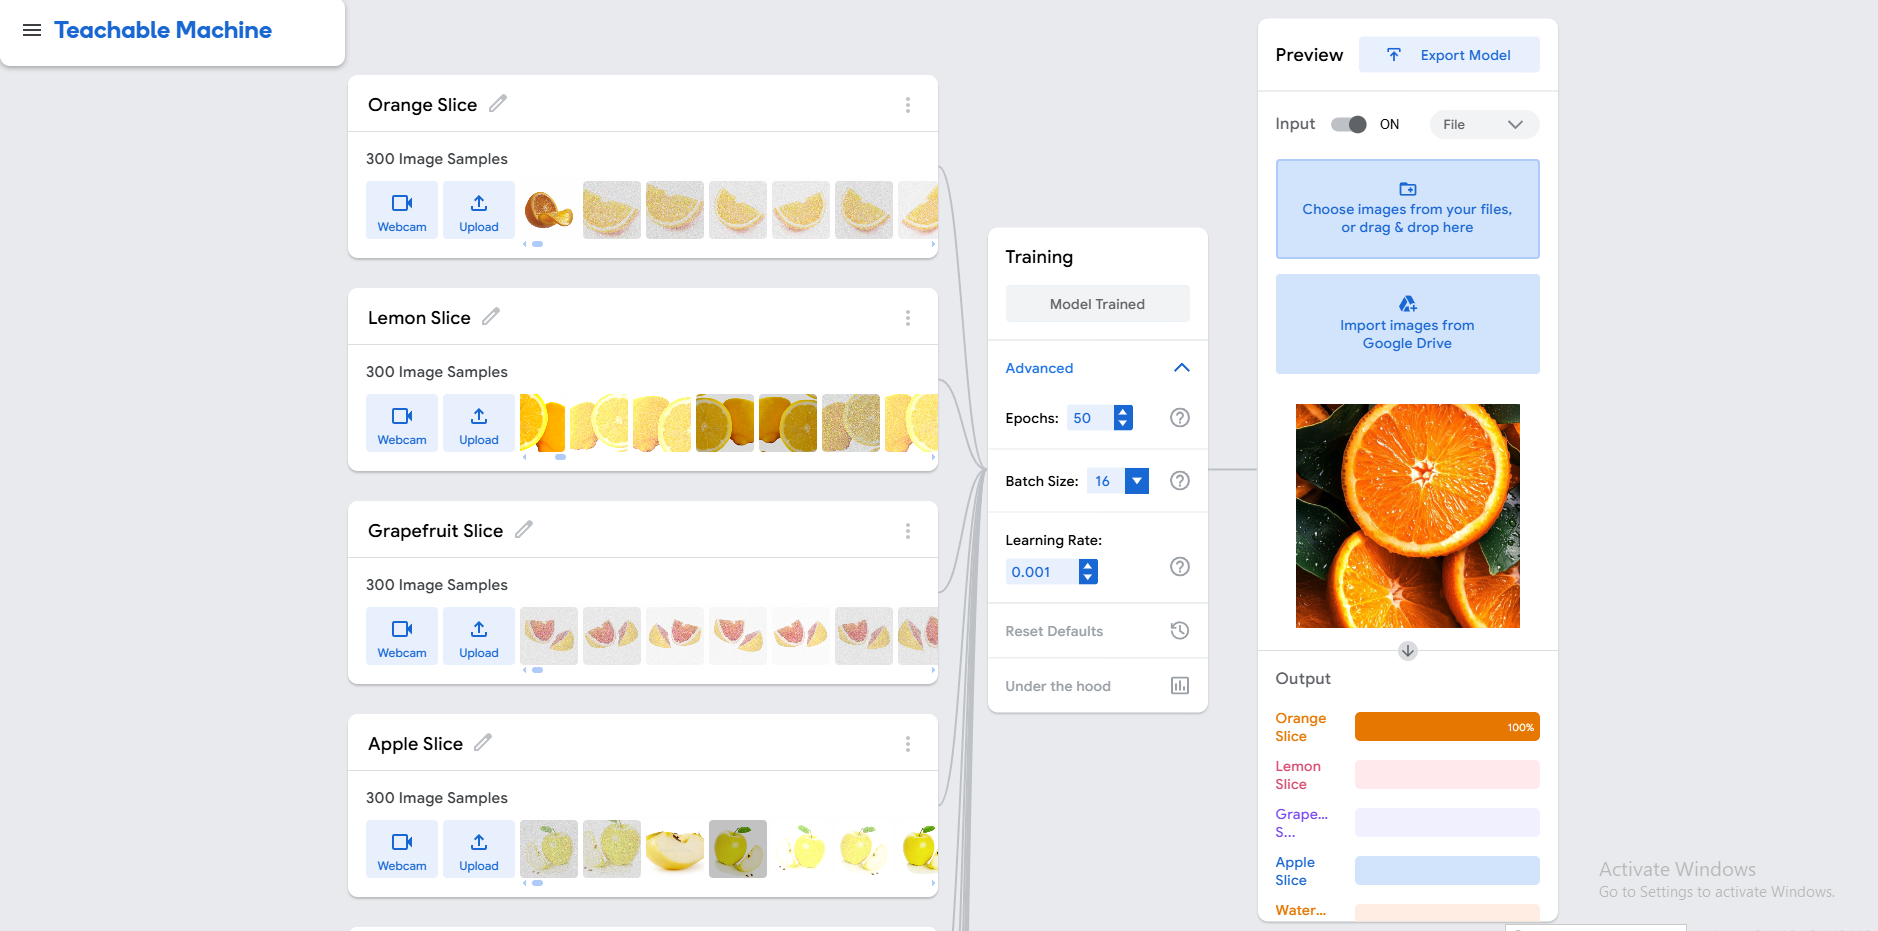 Teachable Machine
Orange Slice
300 Image Samples
Webcam
Upload
Lemon Slice
300 Image Samples
Webcam
Upload
Grapefruit Slice
300 Image Samples
Webcam
Upload
Apple Slice
300 Image Samples
Webcam
Upload
Training
Model Trained
Advanced
Epochs: 50
Batch Size: 16
Learning Rate:
0.001
Reset Defaults
Under the hood
Preview
Export Model
Input ON File
Choose images from your files,
or drag & drop here
Import images from
Google Drive
Output
Orange
Slice
100%
Lemon
Slice
Grape...
S...
Apple
Slice
Water...
Activate Windows
Go to Settings to activate Windows.